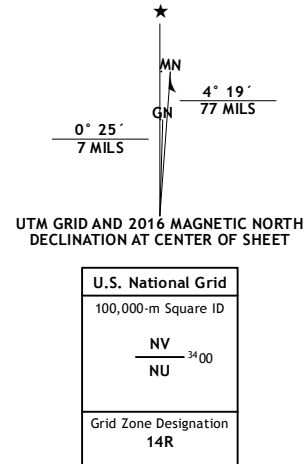 ★
MN
4° 19´
77 MILS
GN
0° 25´
7 MILS
UTM GRID AND 2016 MAGNETIC NORTH
DECLINATION AT CENTER OF SHEET
U.S. National Grid
100,000-m Square ID
NV
³⁴00
NU
Grid Zone Designation
14R